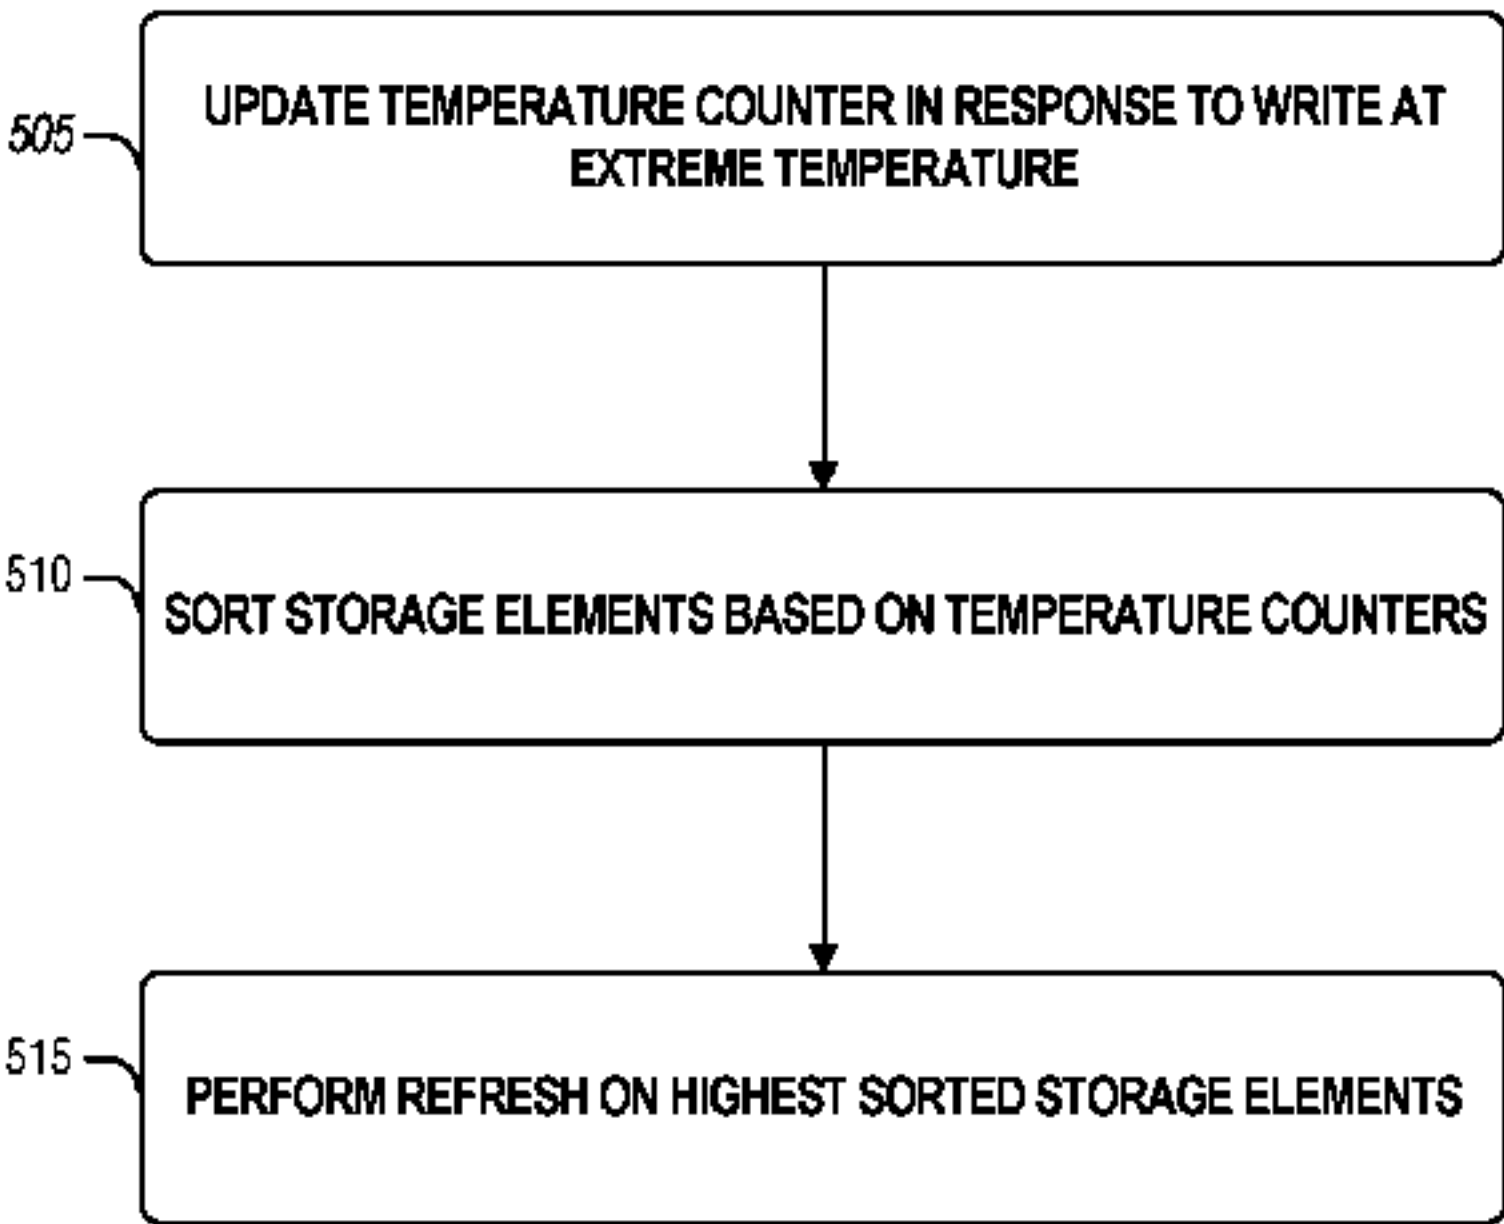 505
UPDATE TEMPERATURE COUNTER IN RESPONSE TO WRITE AT
EXTREME TEMPERATURE
510
SORT STORAGE ELEMENTS BASED ON TEMPERATURE COUNTERS
515
PERFORM REFRESH ON HIGHEST SORTED STORAGE ELEMENTS